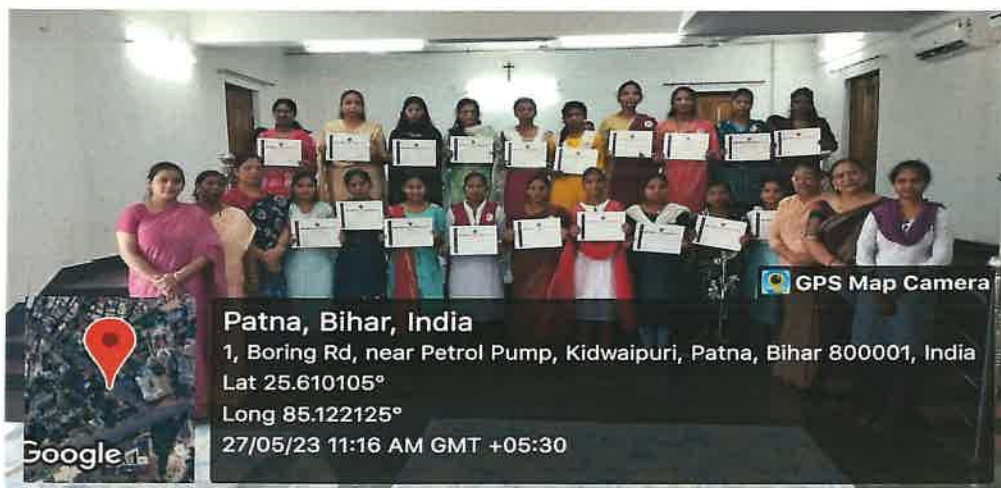 GPS Map Camera
Patna, Bihar, India
1, Boring Rd, near Petrol Pump, Kidwaipuri, Patna, Bihar 800001, India
Lat 25.610105°
Long 85.122125°
27/05/23 11:16 AM GMT +05:30
Google